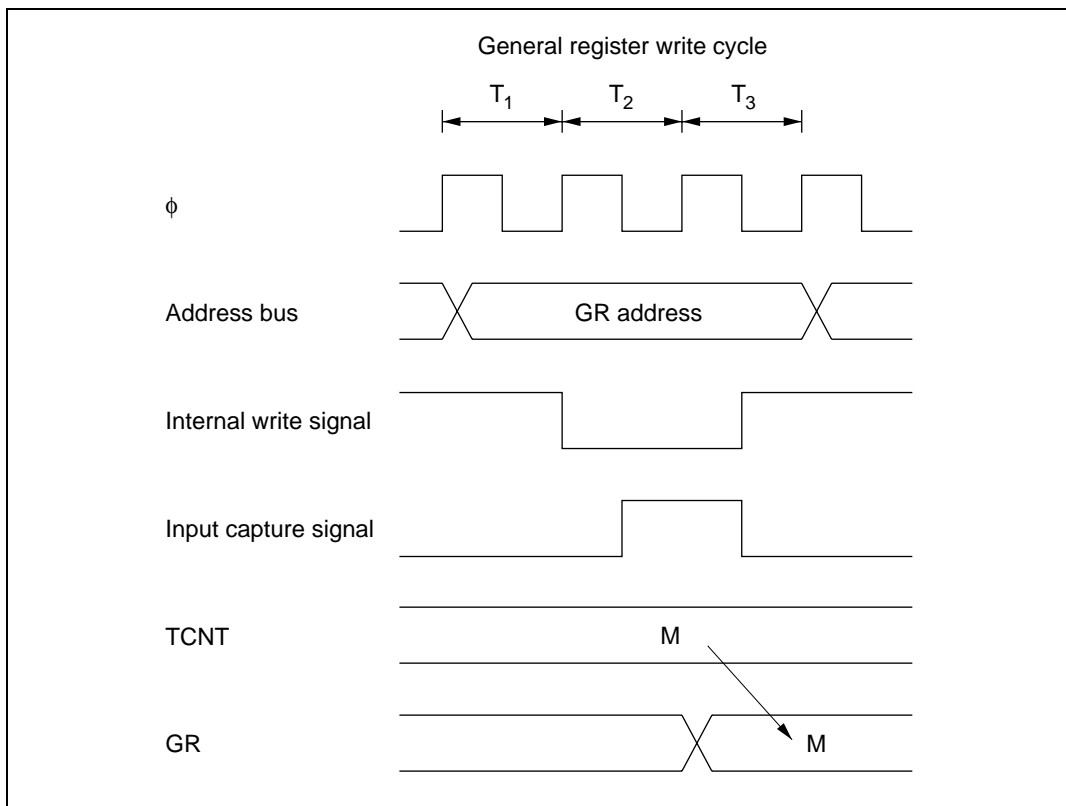 General register write cycle
T1 T2 T3
ϕ
Address bus GR address
Internal write signal
Input capture signal
TCNT M
GR M